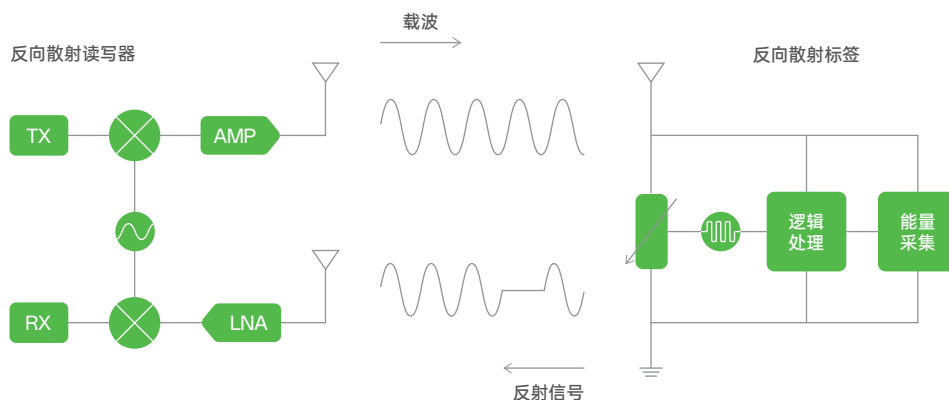 载波
反向散射读写器
反向散射标签
TX
AMP
逻辑
处理
能量
采集
RX
LNA
反射信号